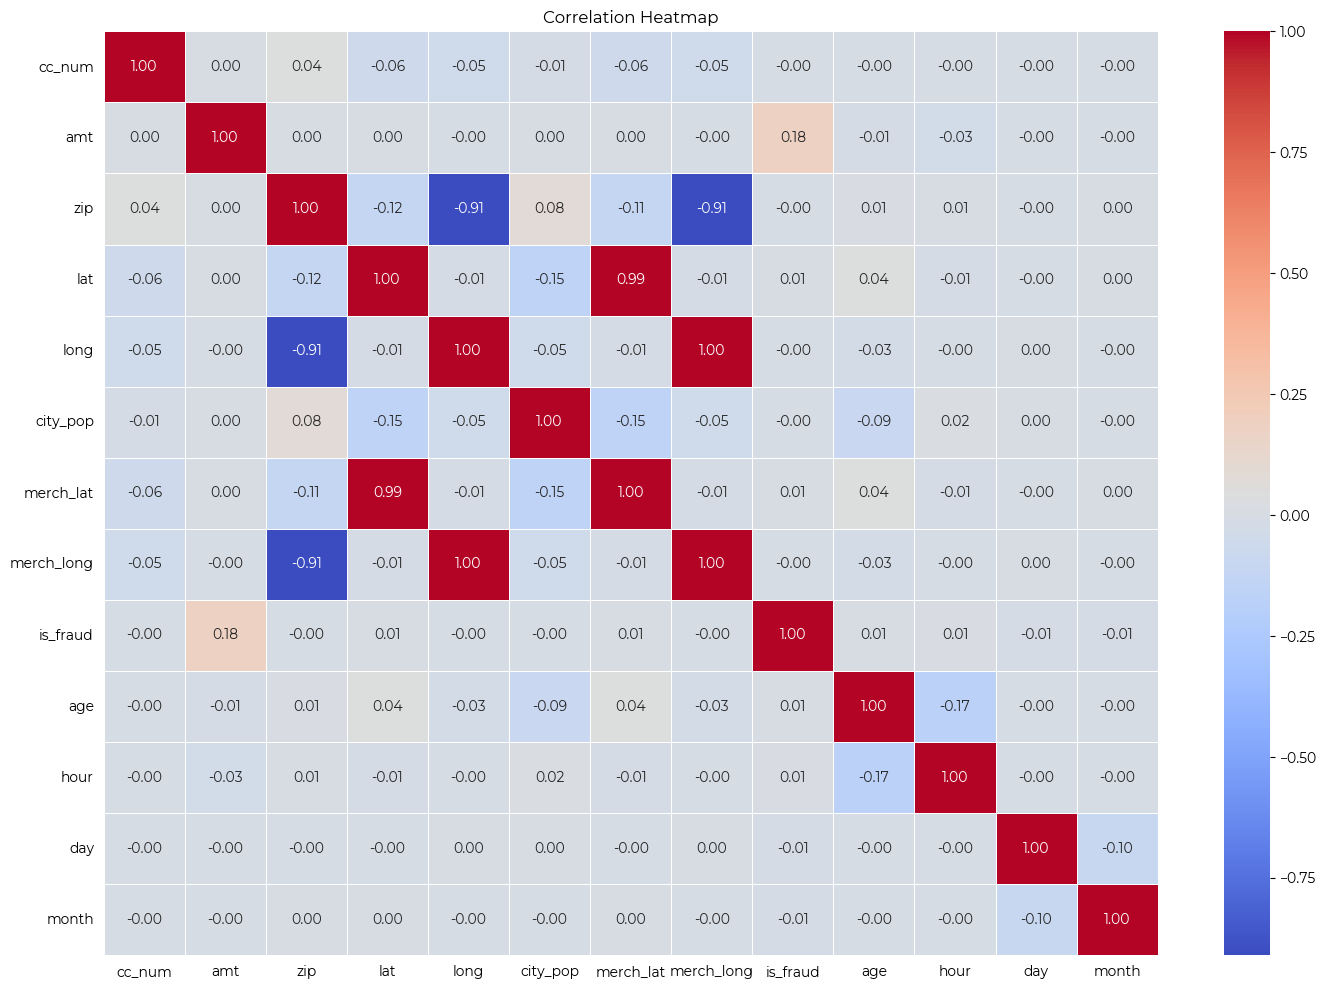 Correlation Heatmap
cc_num 1.00 0.00 0.04 -0.06 -0.05 -0.01 -0.06 -0.05 -0.00 -0.00 -0.00 -0.00 -0.00
amt 0.00 1.00 0.00 0.00 -0.00 0.00 0.00 -0.00 0.18 -0.01 -0.03 -0.00 -0.00
zip 0.04 0.00 1.00 -0.12 -0.91 0.08 -0.11 -0.91 -0.00 0.01 0.01 -0.00 0.00
lat -0.06 0.00 -0.12 1.00 -0.01 -0.15 0.99 -0.01 0.01 0.04 -0.01 -0.00 0.00
long -0.05 -0.00 -0.91 -0.01 1.00 -0.05 -0.01 1.00 -0.00 -0.03 -0.00 0.00 -0.00
city_pop -0.01 0.00 0.08 -0.15 -0.05 1.00 -0.15 -0.05 -0.00 -0.09 0.02 0.00 -0.00
merch_lat -0.06 0.00 -0.11 0.99 -0.01 -0.15 1.00 -0.01 0.01 0.04 -0.01 -0.00 0.00
merch_long -0.05 -0.00 -0.91 -0.01 1.00 -0.05 -0.01 1.00 -0.00 -0.03 -0.00 0.00 -0.00
is_fraud -0.00 0.18 -0.00 0.01 -0.00 -0.00 0.01 -0.00 1.00 0.01 0.01 -0.01 -0.01
age -0.00 -0.01 0.01 0.04 -0.03 -0.09 0.04 -0.03 0.01 1.00 -0.17 -0.00 -0.00
hour -0.00 -0.03 0.01 -0.01 -0.00 0.02 -0.01 -0.00 0.01 -0.17 1.00 -0.00 -0.00
day -0.00 -0.00 -0.00 -0.00 0.00 0.00 -0.00 0.00 -0.01 -0.00 -0.00 1.00 -0.10
month -0.00 -0.00 0.00 0.00 -0.00 -0.00 0.00 -0.00 -0.01 -0.00 -0.00 -0.10 1.00
cc_num amt zip lat long city_pop merch_lat merch_long is_fraud age hour day month
1.00
0.75
0.50
0.25
0.00
−0.25
−0.50
−0.75